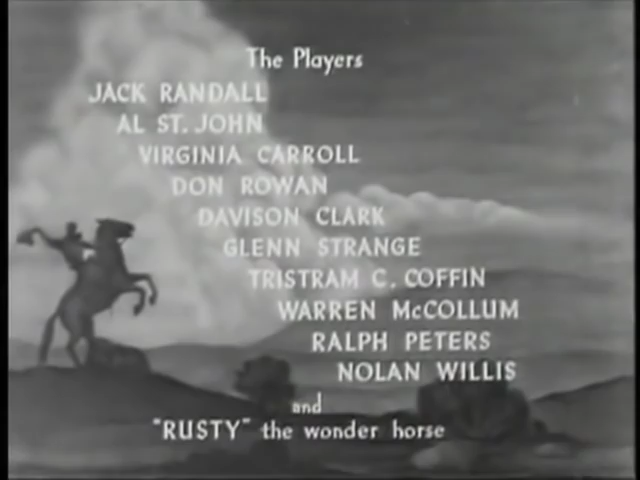 The Players
JACK RANDALL
AL ST. JOHN
VIRGINIA CARROLL
DON ROWAN
DAVISON CLARK
GLENN STRANGE
TRISTRAM C. COFFIN
WARREN McCOLLUM
RALPH PETERS
NOLAN WILLIS
and
"RUSTY" the wonder horse